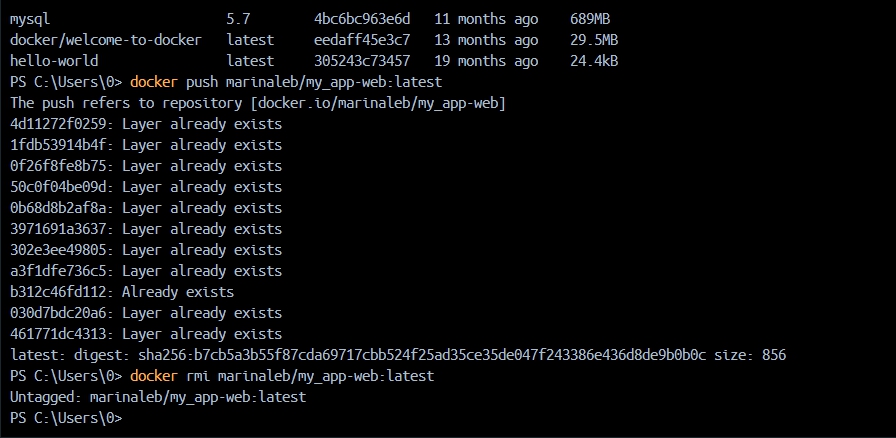 mysql 5.7 4bc6bc963e6d 11 months ago 689MB
docker/welcome-to-docker latest eedaff45e3c7 13 months ago 29.5MB
hello-world latest 305243c73457 19 months ago 24.4kB
PS C:\Users\0> docker push marinaleb/my_app-web:latest
The push refers to repository [docker.io/marinaleb/my_app-web]
4d11272f0259: Layer already exists
1fdb53914b4f: Layer already exists
0f26f8fe8b75: Layer already exists
50c0f04be09d: Layer already exists
0b68d8b2af8a: Layer already exists
3971691a3637: Layer already exists
302e3ee49805: Layer already exists
a3f1dfe736c5: Layer already exists
b312c46fd112: Already exists
030d7bdc20a6: Layer already exists
461771dc4313: Layer already exists
latest: digest: sha256:b7cb5a3b55f87cda69717cbb524f25ad35ce35de047f243386e436d8de9b0b0c size: 856
PS C:\Users\0> docker rmi marinaleb/my_app-web:latest
Untagged: marinaleb/my_app-web:latest
PS C:\Users\0>